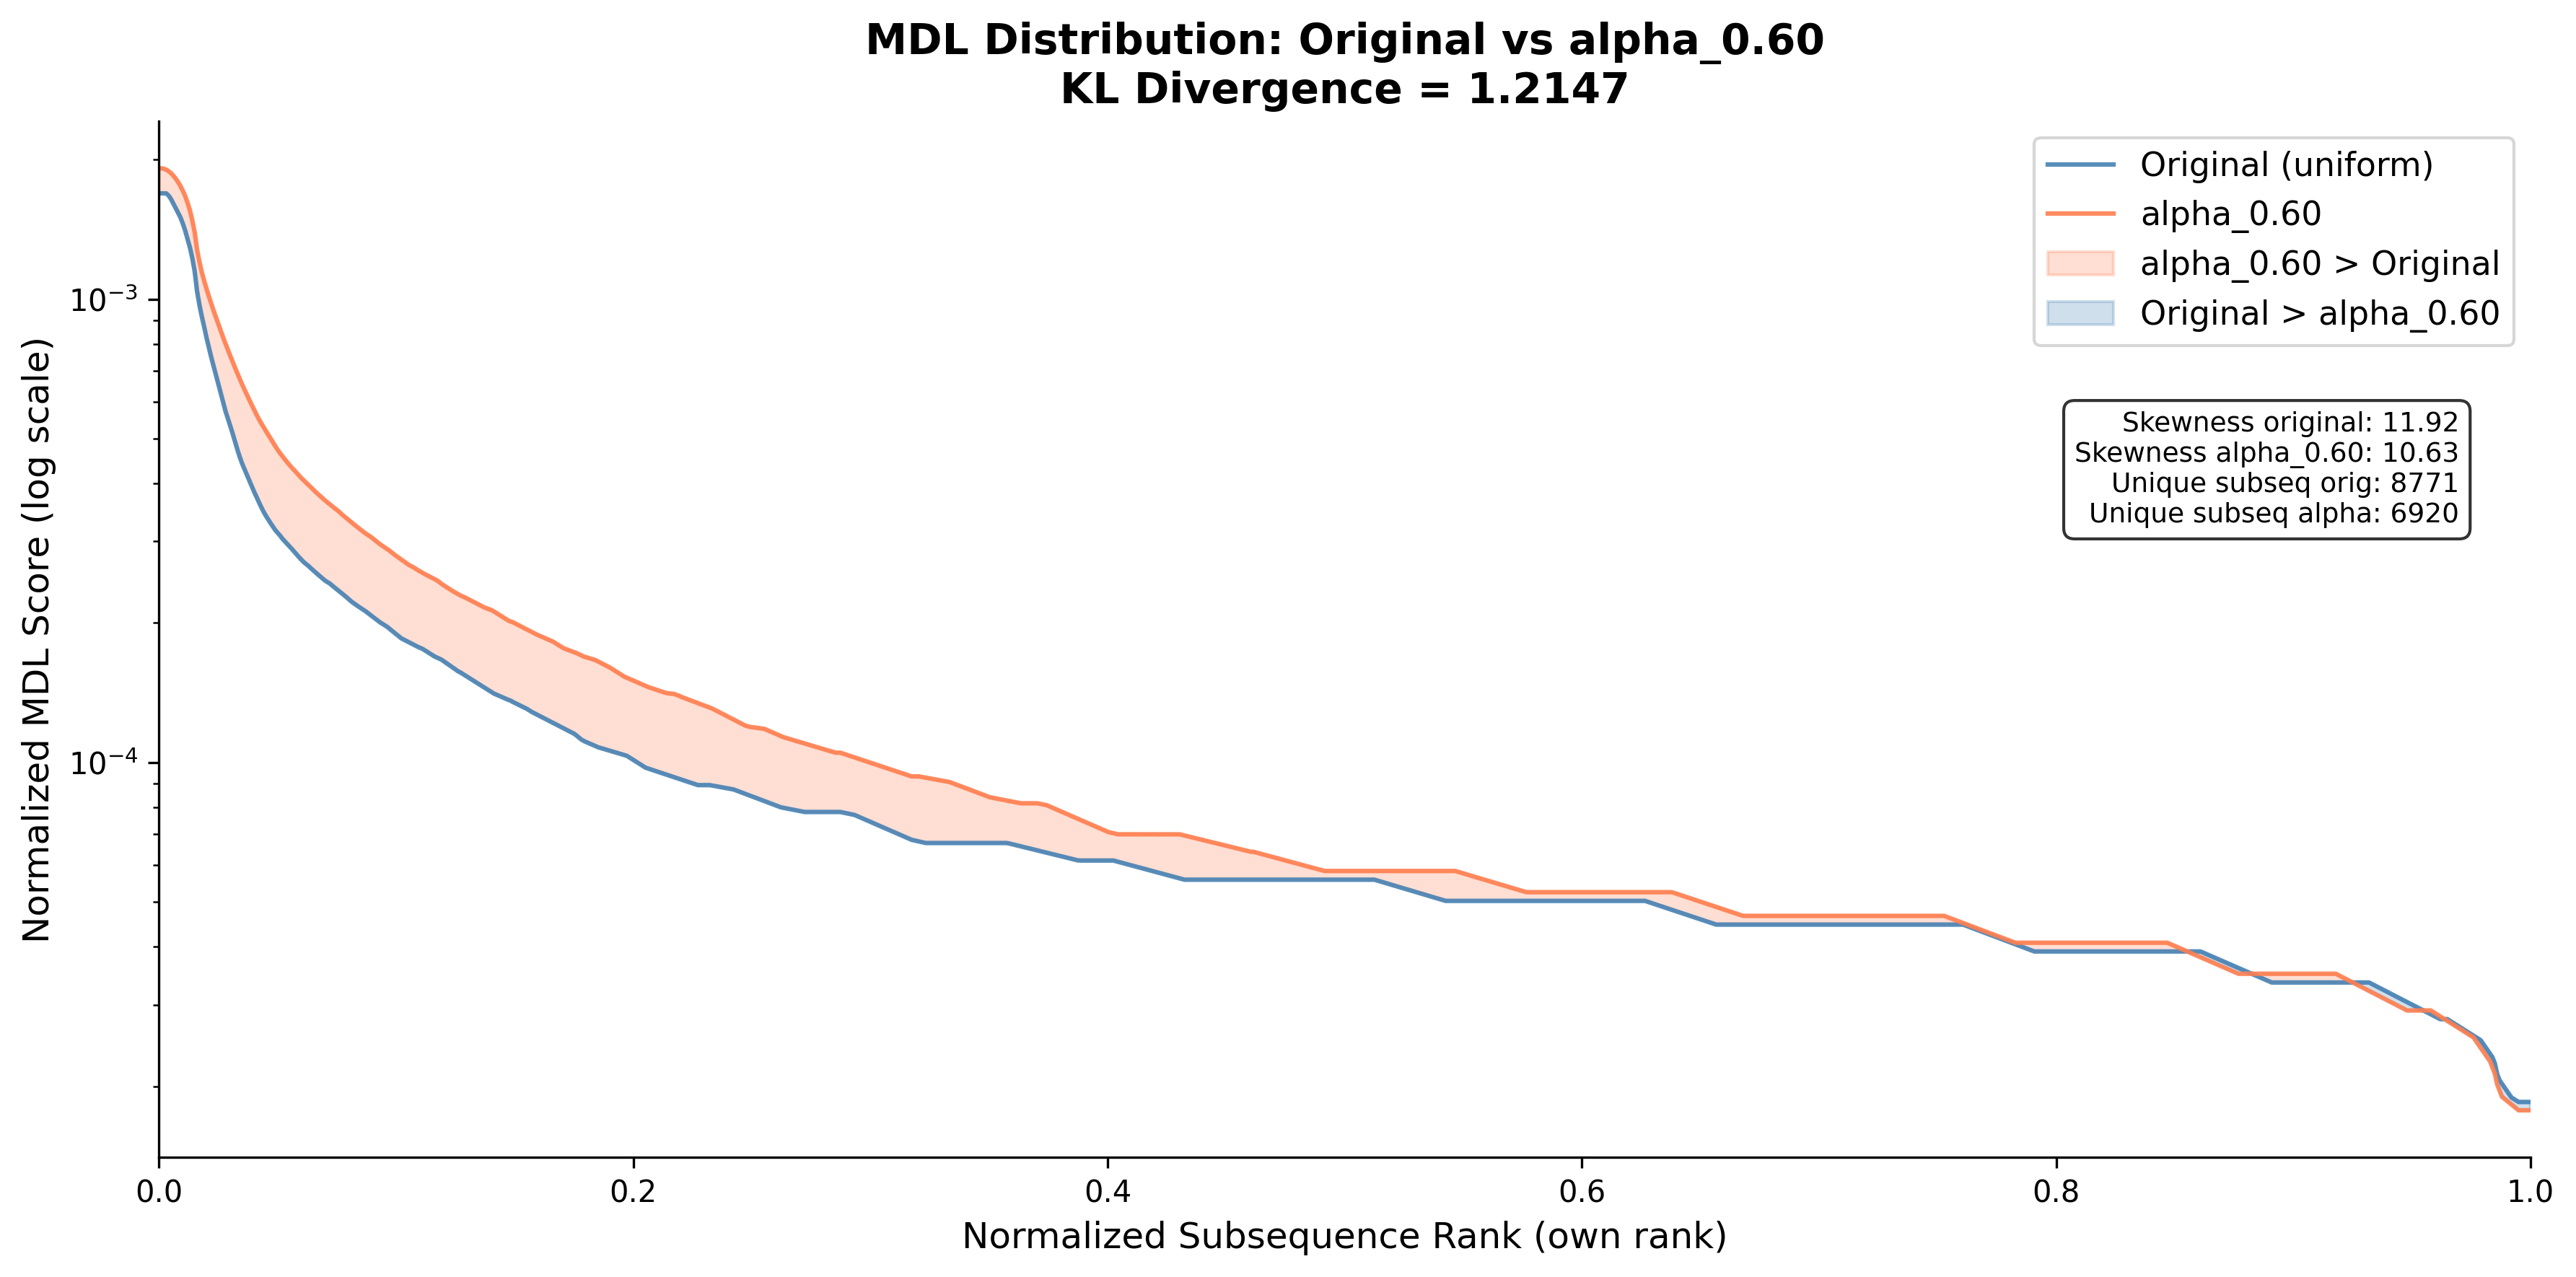 MDL Distribution: Original vs alpha_0.60
KL Divergence = 1.2147
Original (uniform)
alpha_0.60
alpha_0.60 > Original
Original > alpha_0.60
Skewness original: 11.92
Skewness alpha_0.60: 10.63
Unique subseq orig: 8771
Unique subseq alpha: 6920
Normalized MDL Score (log scale)
10⁻³
10⁻⁴
0.0 0.2 0.4 0.6 0.8 1.0
Normalized Subsequence Rank (own rank)